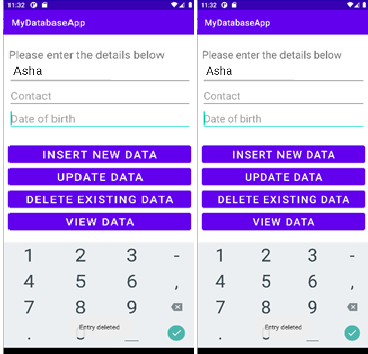 11:32
MyDatabaseApp
Please enter the details below
Asha
Contact
Date of birth
INSERT NEW DATA
UPDATE DATA
DELETE EXISTING DATA
VIEW DATA
1 2 3 -
4 5 6 ,
7 8 9
Entry deleted
. 0 _
11:32
MyDatabaseApp
Please enter the details below
Asha
Contact
Date of birth
INSERT NEW DATA
UPDATE DATA
DELETE EXISTING DATA
VIEW DATA
1 2 3 -
4 5 6 ,
7 8 9
Entry deleted
. 0 _